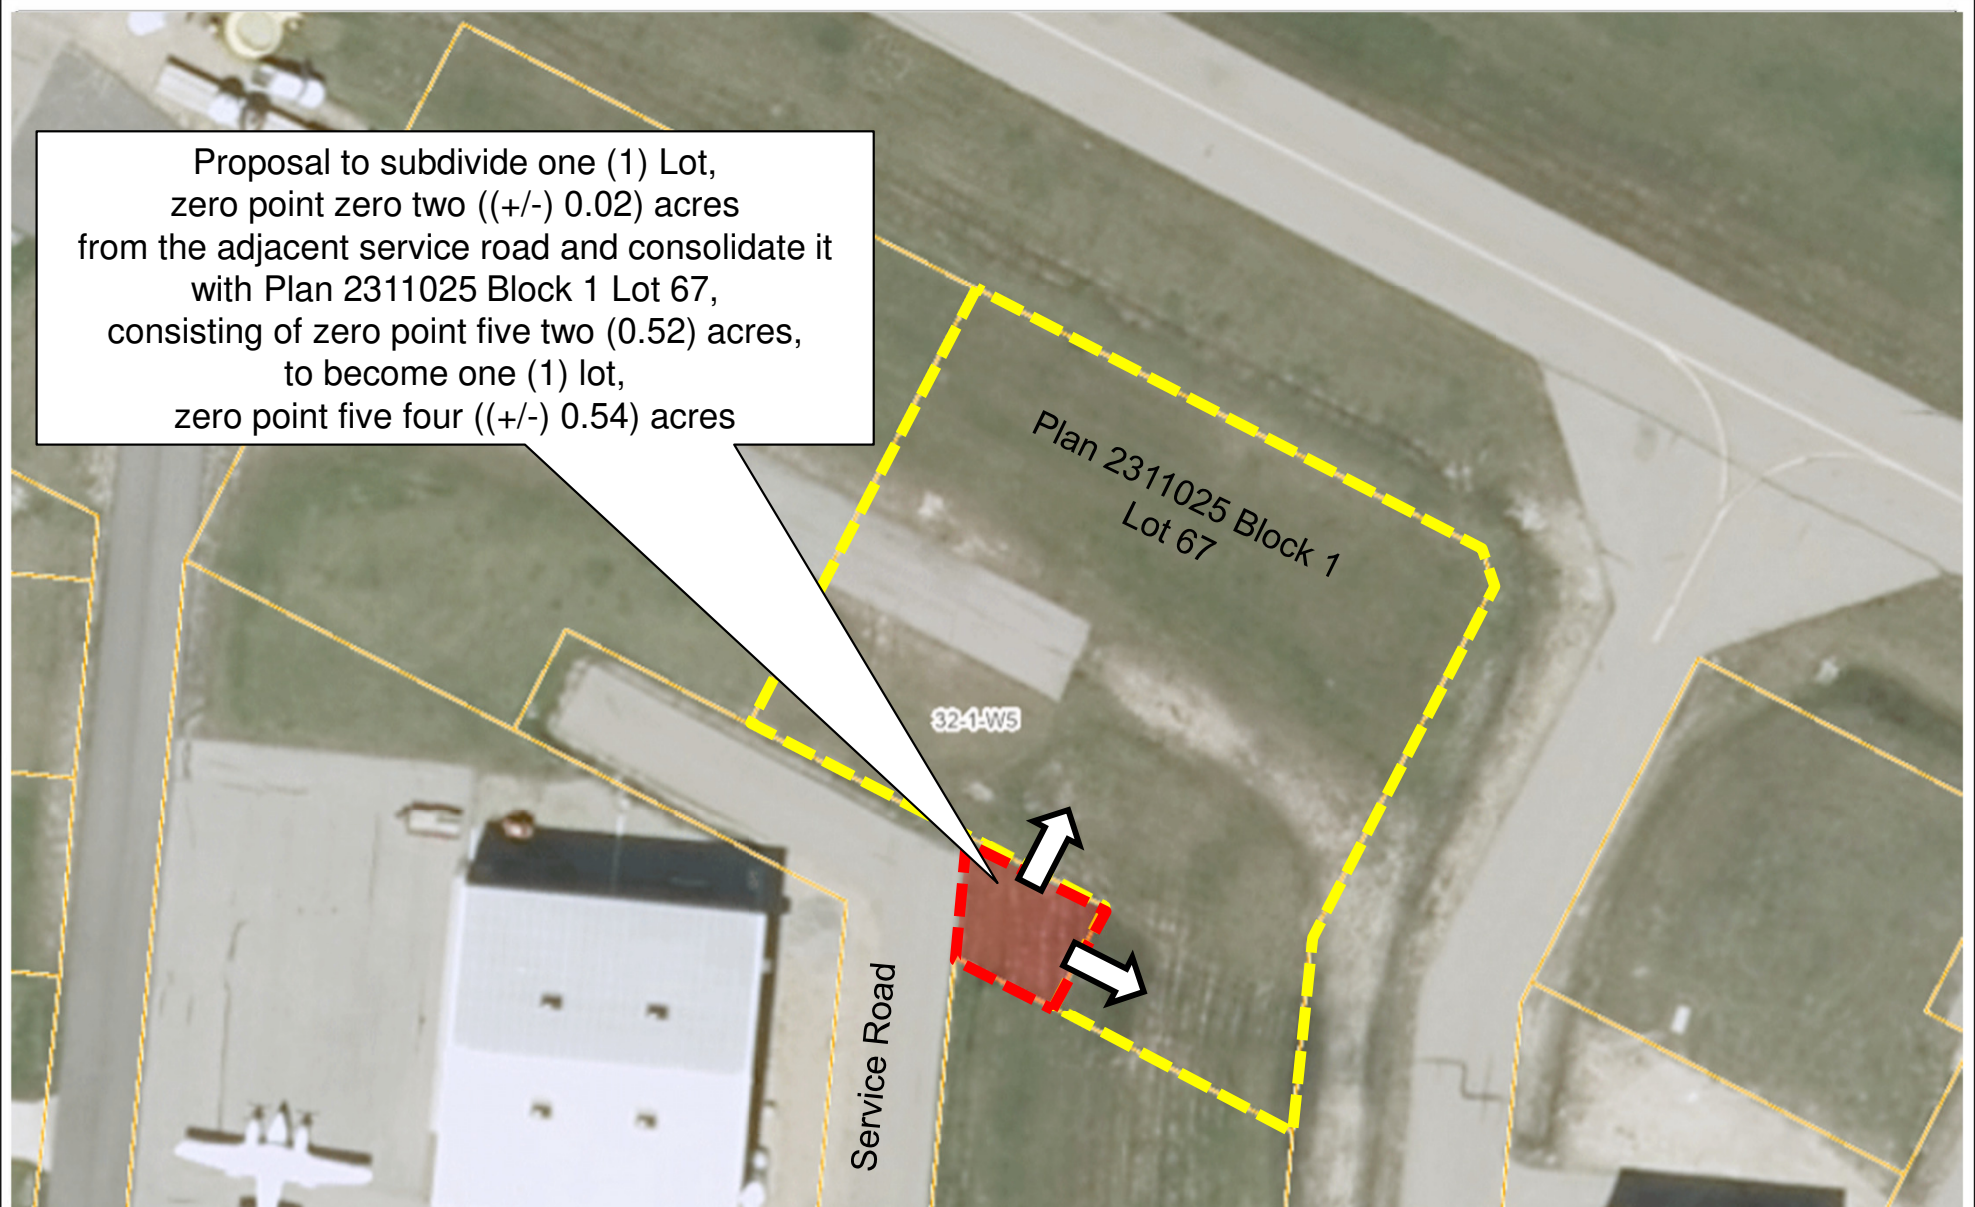 Proposal to subdivide one (1) Lot,
zero point zero two ((+/-) 0.02) acres
from the adjacent service road and consolidate it
with Plan 2311025 Block 1 Lot 67,
consisting of zero point five two (0.52) acres,
to become one (1) lot,
zero point five four ((+/-) 0.54) acres
Plan 2311025 Block 1
Lot 67
32-1-W5
Service Road